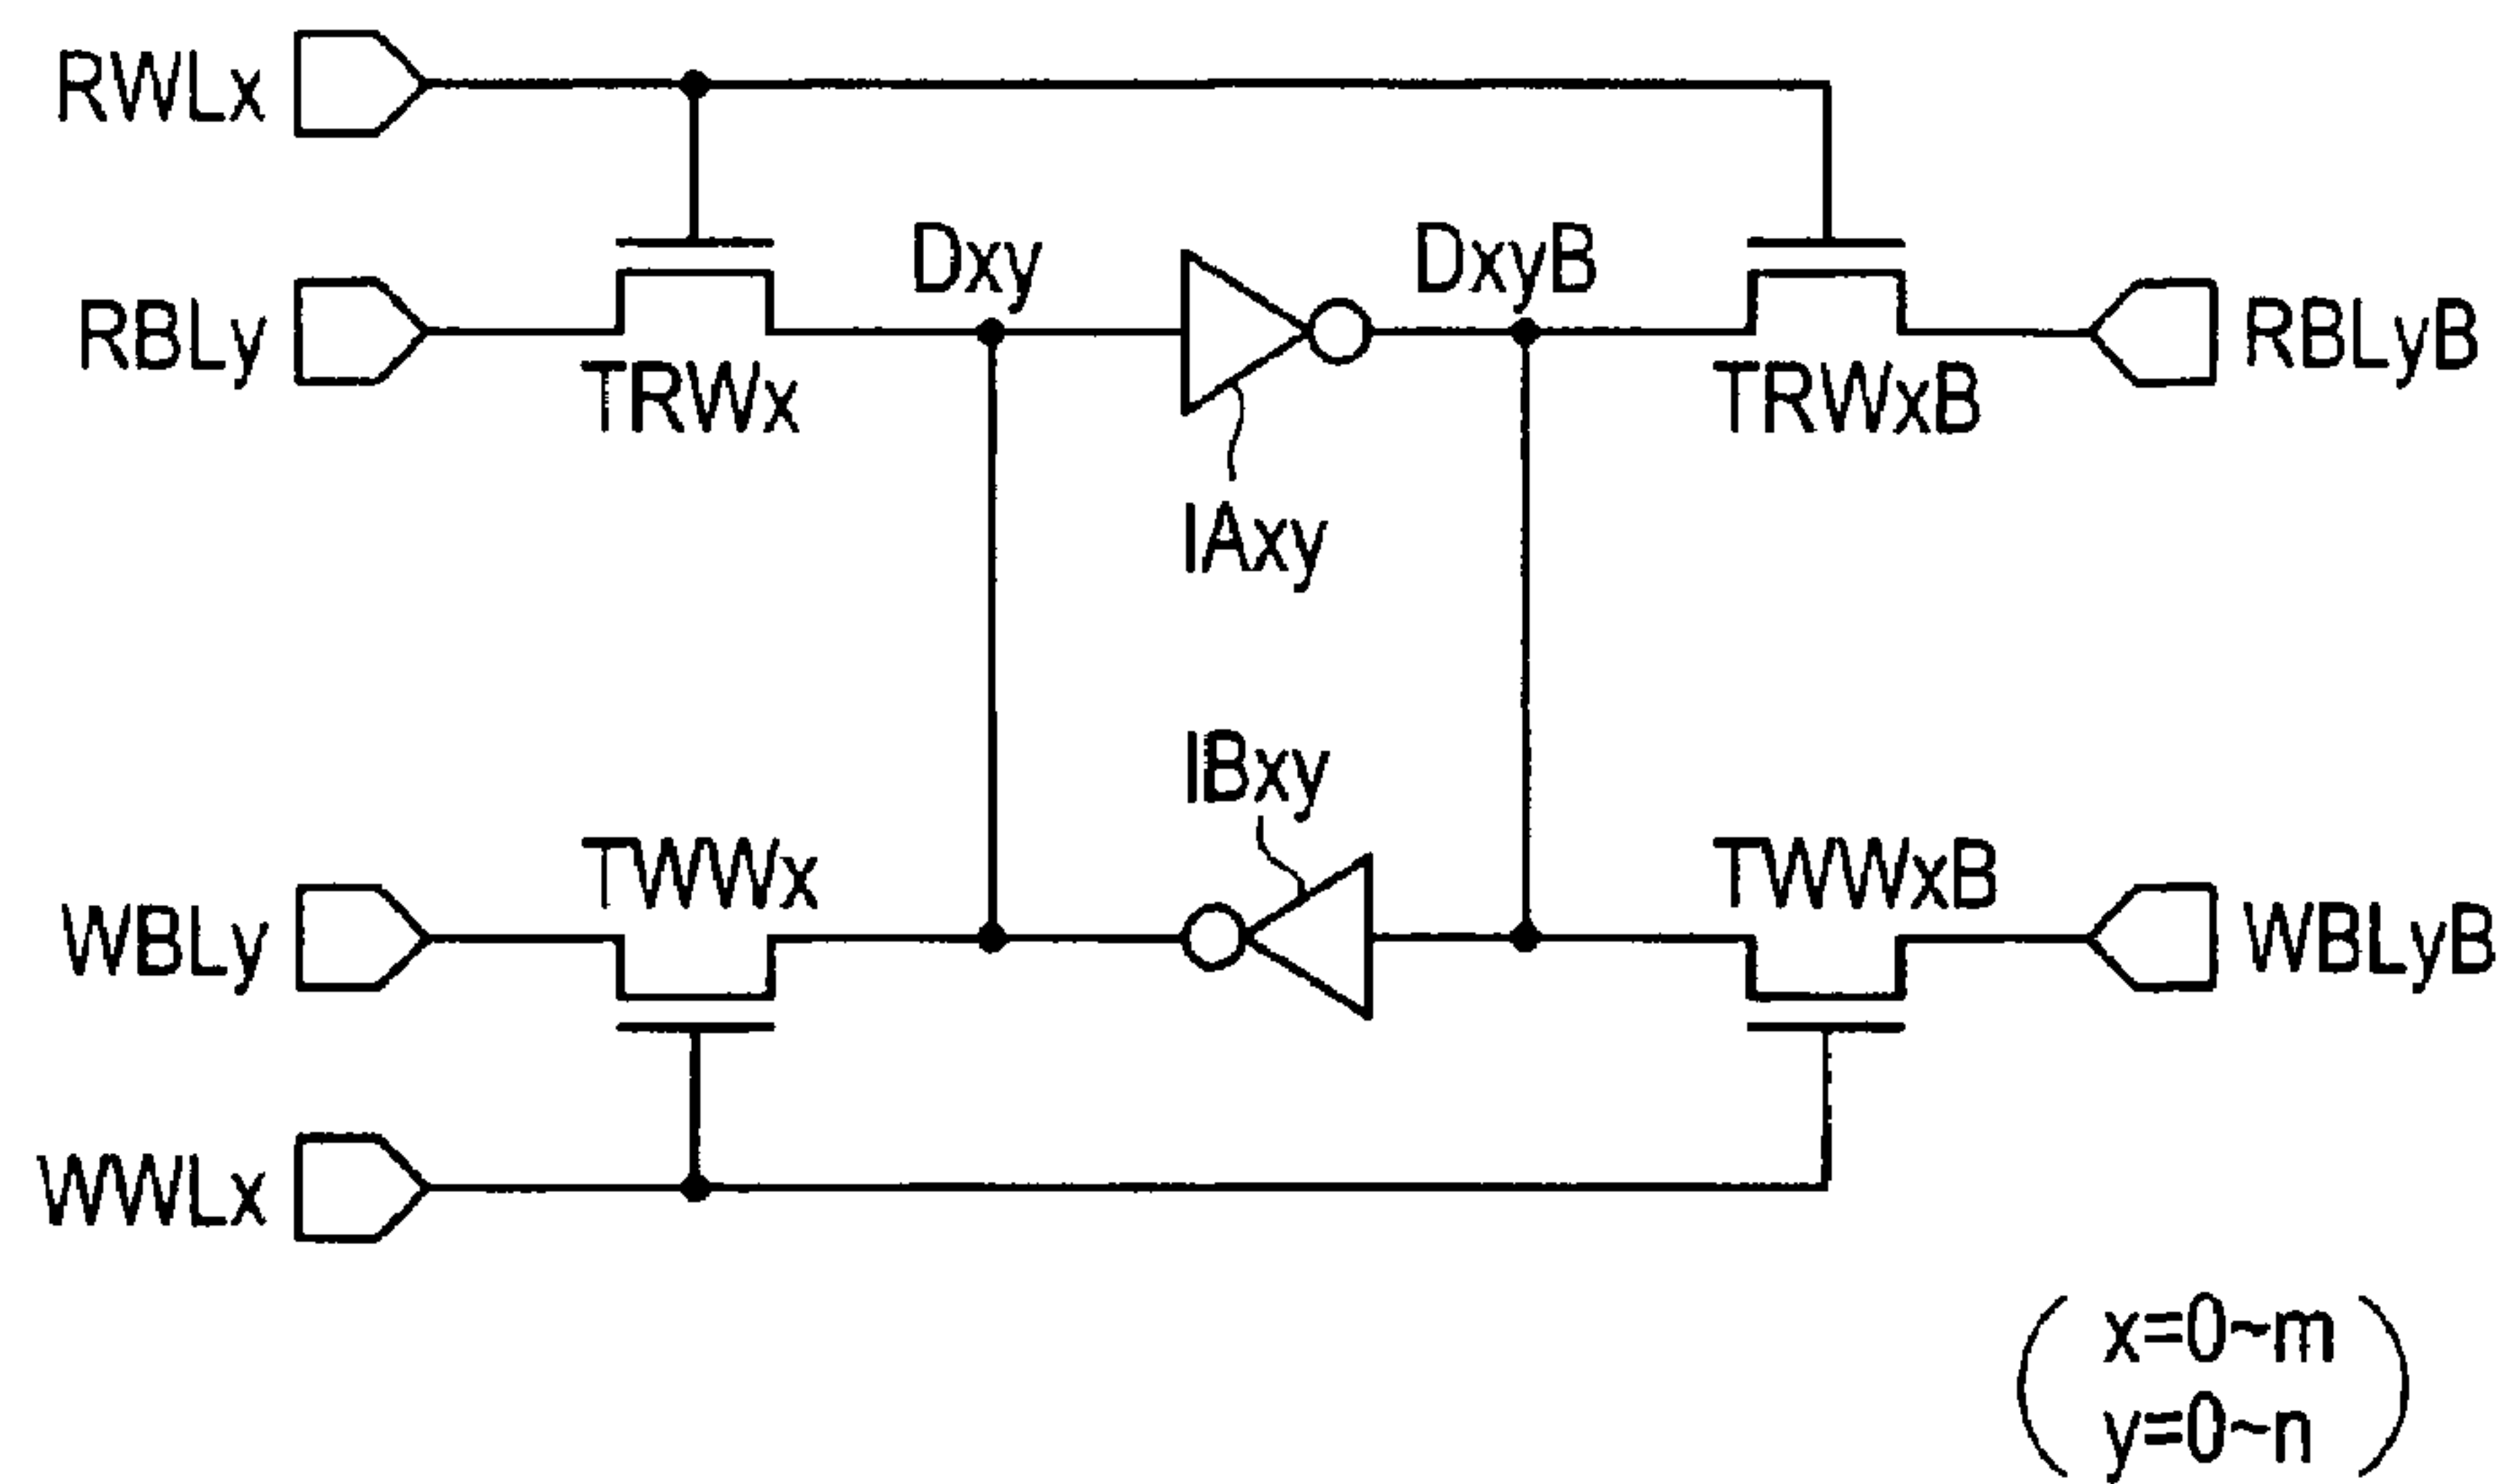 RWLx
Dxy
DxyB
RBLy
RBLyB
TRWx
TRWxB
IAxy
IBxy
TWWx
TWWxB
WBLy
WBLyB
WWLx
x=0~m
y=0~n